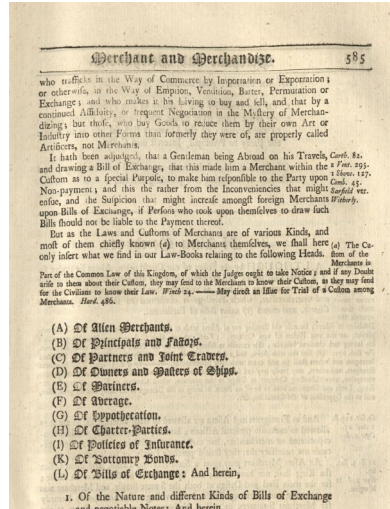 Merchant and Merchandize. 585
who trafficks in the Way of Commerce by Importation or Exportation;
or otherwise, in the Way of Emption, Vendition, Barter, Permutation or
Exchange; and who makes it his Living to buy and sell, and that by a
continued Assiduity, or frequent Negotiation in the Mystery of Merchan-
dizing; but those, who buy Goods to reduce them by their own Art or
Industry into other Forms than formerly they were of, are properly called
Artificers, not Merchants.
It hath been adjudged, that a Gentleman being Abroad on his Travels, Carth. 82.
and drawing a Bill of Exchange, that this made him a Merchant within the 2 Vent. 295.
Custom as to a special Purpose, to make him responsible to the Party upon 2 Show. 127.
Non-payment; and this the rather from the Inconveniencies that might Comb. 45.
ensue, and the Suspicion that might increase amongst foreign Merchants Sarsfield ver.
upon Bills of Exchange, if Persons who took upon themselves to draw such Witherly.
Bills should not be liable to the Payment thereof.
But as the Laws and Customs of Merchants are of various Kinds, and
most of them chiefly known (a) to Merchants themselves, we shall here (a) The Cu-
only insert what we find in our Law-Books relating to the following Heads. stom of the
Merchants is
Part of the Common Law of this Kingdom, of which the Judges ought to take Notice; and if any Doubt
arise to them about their Custom, they may send to the Merchants to know their Custom, as they may send
for the Civilians to know their Law. Winch 24. —— May direct an Issue for Trial of a Custom among
Merchants. Hard. 486.
(A) Of Alien Merchants.
(B) Of Principals and Factors.
(C) Of Partners and Joint Traders.
(D) Of Owners and Masters of Ships.
(E) Of Mariners.
(F) Of Average.
(G) Of Hypothecation.
(H) Of Charter-Parties.
(I) Of Policies of Insurance.
(K) Of Bottomry Bonds.
(L) Of Bills of Exchange: And herein,
1. Of the Nature and different Kinds of Bills of Exchange
and negotiable Notes: And herein